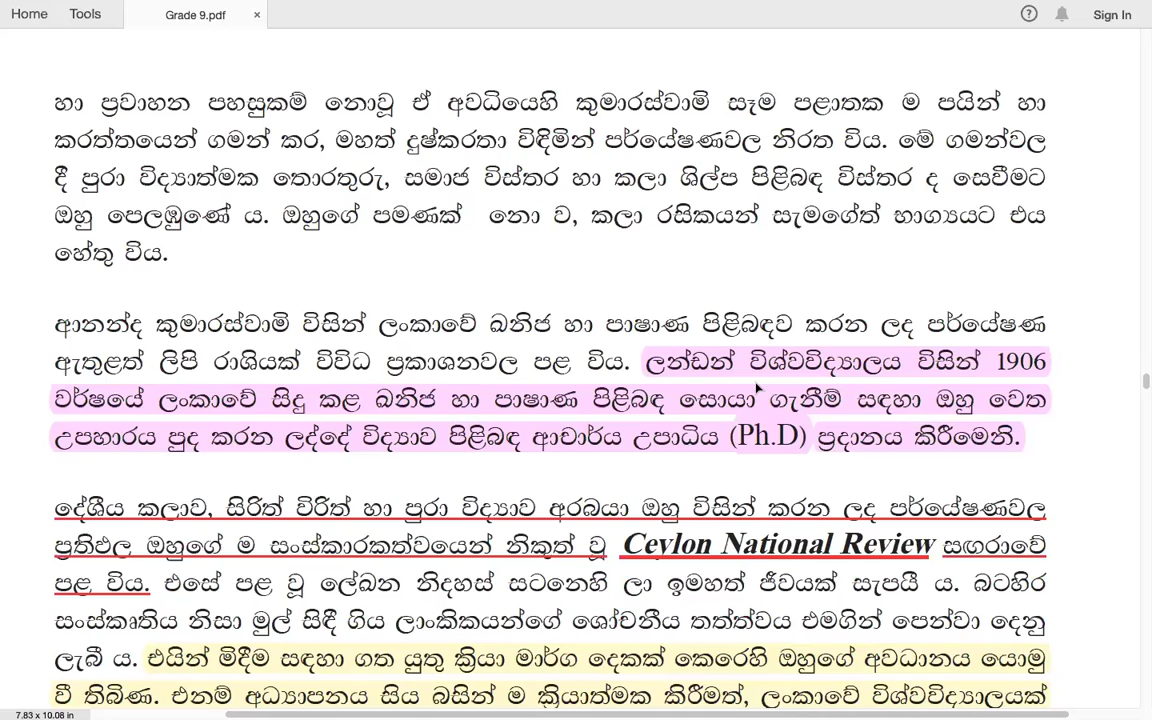 Home Tools Grade 9.pdf × Sign In
හා ප්‍රවාහන පහසුකම් නොවූ ඒ අවධියෙහි කුමාරස්වාමි සෑම පළාතක ම පයින් හා
කරත්තයෙන් ගමන් කර, මහත් දුෂ්කරතා විඳිමින් පර්යේෂණවල නිරත විය. මේ ගමන්වල
දී පුරා විද්‍යාත්මක තොරතුරු, සමාජ විස්තර හා කලා ශිල්ප පිළිබඳ විස්තර ද සෙවීමට
ඔහු පෙලඹුණේ ය. ඔහුගේ පමණක් නො ව, කලා රසිකයන් සැමගේත් භාග්‍යයට එය
හේතු විය.
ආනන්ද කුමාරස්වාමි විසින් ලංකාවේ ඛනිජ හා පාෂාණ පිළිබඳව කරන ලද පර්යේෂණ
ඇතුළත් ලිපි රාශියක් විවිධ ප්‍රකාශනවල පළ විය. ලන්ඩන් විශ්වවිද්‍යාලය විසින් 1906
වර්ෂයේ ලංකාවේ සිදු කළ ඛනිජ හා පාෂාණ පිළිබඳ සොයා ගැනීම් සඳහා ඔහු වෙත
උපහාරය පුද කරන ලද්දේ විද්‍යාව පිළිබඳ ආචාර්ය උපාධිය (Ph.D) ප්‍රදානය කිරීමෙනි.
දේශීය කලාව, සිරිත් විරිත් හා පුරා විද්‍යාව අරබයා ඔහු විසින් කරන ලද පර්යේෂණවල
ප්‍රතිඵල ඔහුගේ ම සංස්කාරකත්වයෙන් නිකුත් වූ Ceylon National Review සඟරාවේ
පළ විය. එසේ පළ වූ ලේඛන නිදහස් සටනෙහි ලා ඉමහත් ජීවයක් සැපයී ය. බටහිර
සංස්කෘතිය නිසා මුල් සිඳී ගිය ලාංකිකයන්ගේ ශෝචනීය තත්ත්වය එමගින් පෙන්වා දෙනු
ලැබී ය. එයින් මිදීම සඳහා ගත යුතු ක්‍රියා මාර්ග දෙකක් කෙරෙහි ඔහුගේ අවධානය යොමු
වී තිබිණ. එනම් අධ්‍යාපනය සිය බසින් ම ක්‍රියාත්මක කිරීමත්, ලංකාවේ විශ්වවිද්‍යාලයක්
7.83 x 10.08 in